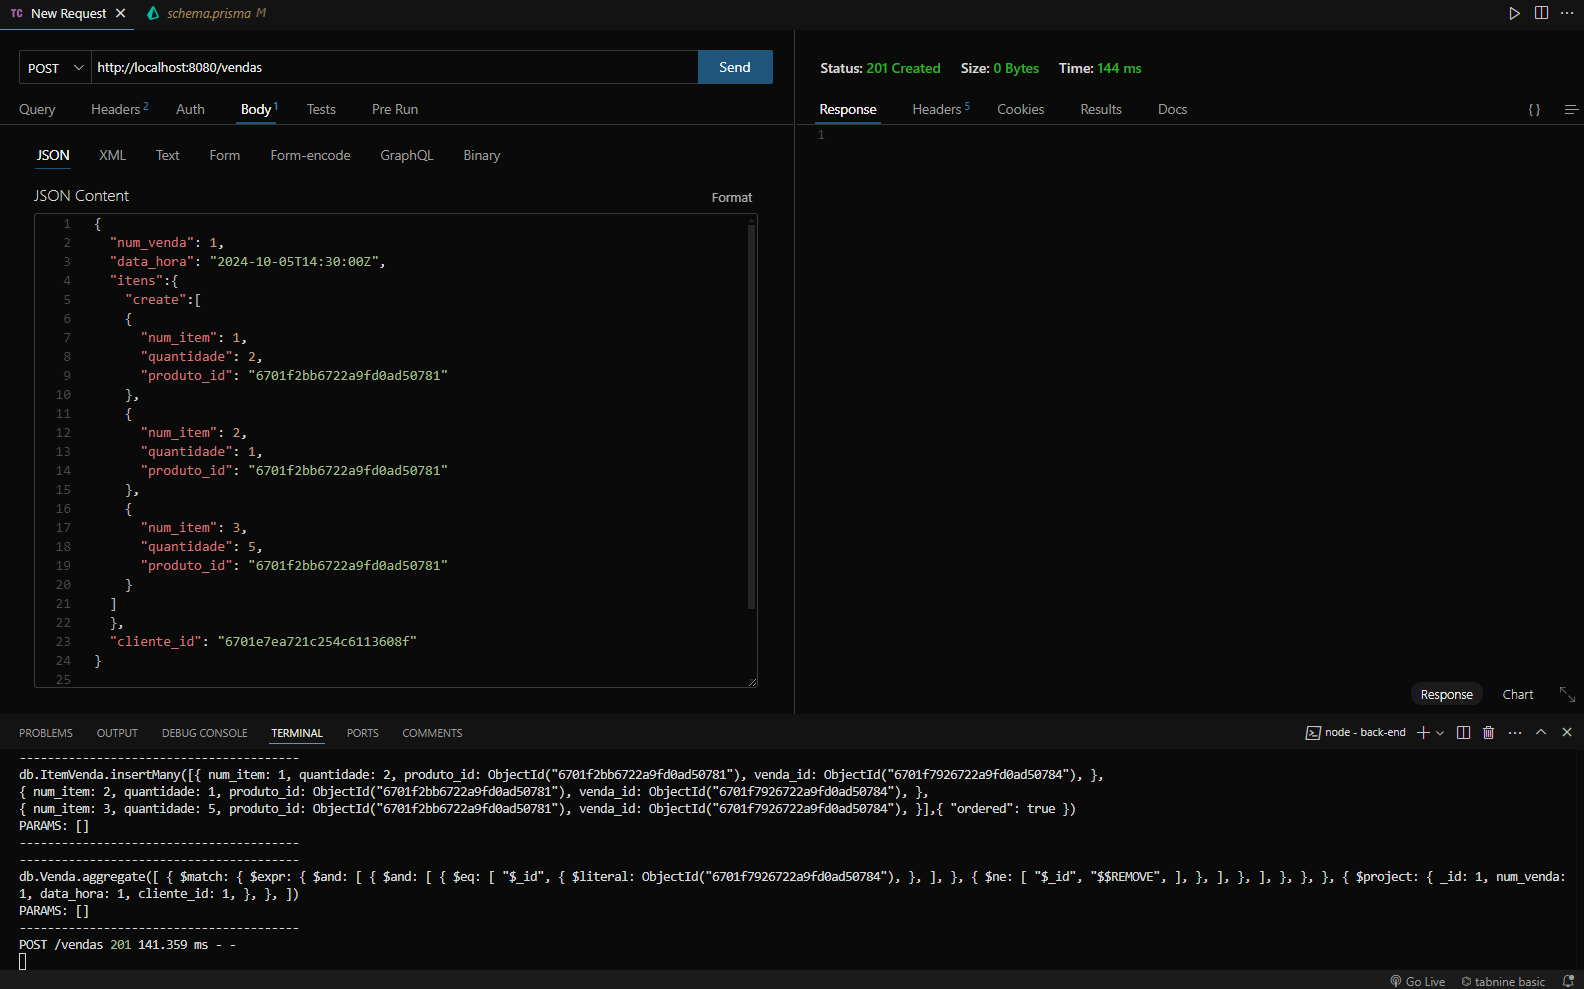 TC New Request
schema.prisma M
POST http://localhost:8080/vendas Send
Query Headers 2 Auth Body 1 Tests Pre Run
JSON XML Text Form Form-encode GraphQL Binary
JSON Content Format
1 {
2 "num_venda": 1,
3 "data_hora": "2024-10-05T14:30:00Z",
4 "itens":{
5 "create":[
6 {
7 "num_item": 1,
8 "quantidade": 2,
9 "produto_id": "6701f2bb6722a9fd0ad50781"
10 },
11 {
12 "num_item": 2,
13 "quantidade": 1,
14 "produto_id": "6701f2bb6722a9fd0ad50781"
15 },
16 {
17 "num_item": 3,
18 "quantidade": 5,
19 "produto_id": "6701f2bb6722a9fd0ad50781"
20 }
21 ]
22 },
23 "cliente_id": "6701e7ea721c254c6113608f"
24 }
25
Status: 201 Created Size: 0 Bytes Time: 144 ms
Response Headers 5 Cookies Results Docs { }
1
Response Chart
PROBLEMS OUTPUT DEBUG CONSOLE TERMINAL PORTS COMMENTS
node - back-end
----------------------------------------
db.ItemVenda.insertMany([{ num_item: 1, quantidade: 2, produto_id: ObjectId("6701f2bb6722a9fd0ad50781"), venda_id: ObjectId("6701f7926722a9fd0ad50784"), },
{ num_item: 2, quantidade: 1, produto_id: ObjectId("6701f2bb6722a9fd0ad50781"), venda_id: ObjectId("6701f7926722a9fd0ad50784"), },
{ num_item: 3, quantidade: 5, produto_id: ObjectId("6701f2bb6722a9fd0ad50781"), venda_id: ObjectId("6701f7926722a9fd0ad50784"), }],{ "ordered": true })
PARAMS: []
----------------------------------------
----------------------------------------
db.Venda.aggregate([ { $match: { $expr: { $and: [ { $and: [ { $eq: [ "$_id", { $literal: ObjectId("6701f7926722a9fd0ad50784"), }, ], }, { $ne: [ "$_id", "$$REMOVE", ], }, ], }, ], }, }, }, { $project: { _id: 1, num_venda:
1, data_hora: 1, cliente_id: 1, }, }, ])
PARAMS: []
----------------------------------------
POST /vendas 201 141.359 ms - -
Go Live tabnine basic